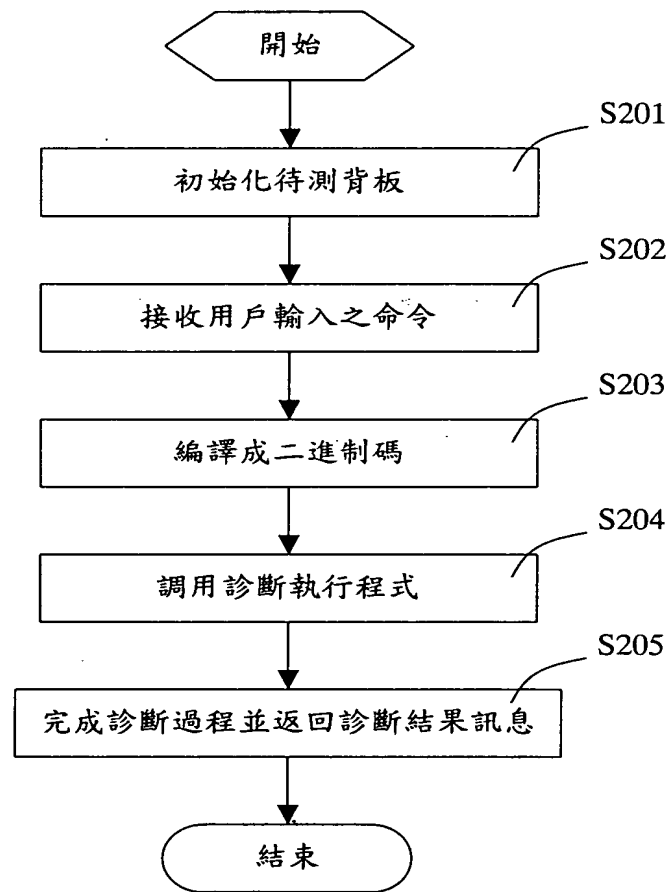 開始
S201
初始化待測背板
S202
接收用戶輸入之命令
S203
編譯成二進制碼
S204
調用診斷執行程式
S205
完成診斷過程並返回診斷結果訊息
結束